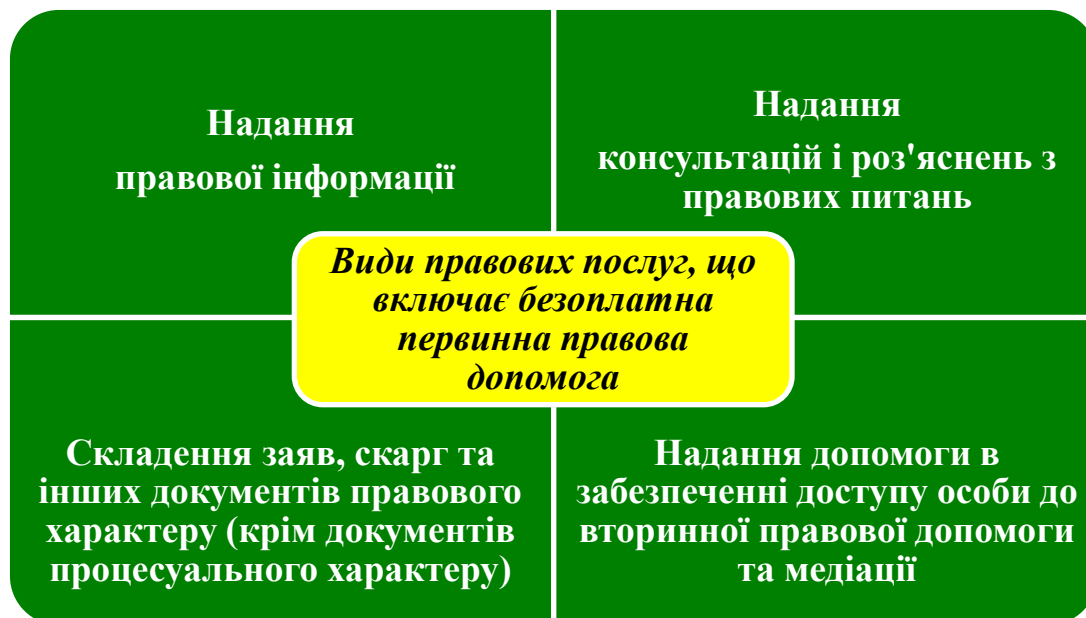 Надання
правової інформації
Надання
консультацій і роз'яснень з
правових питань
Види правових послуг, що
включає безоплатна
первинна правова
допомога
Складення заяв, скарг та
інших документів правового
характеру (крім документів
процесуального характеру)
Надання допомоги в
забезпеченні доступу особи до
вторинної правової допомоги
та медіації